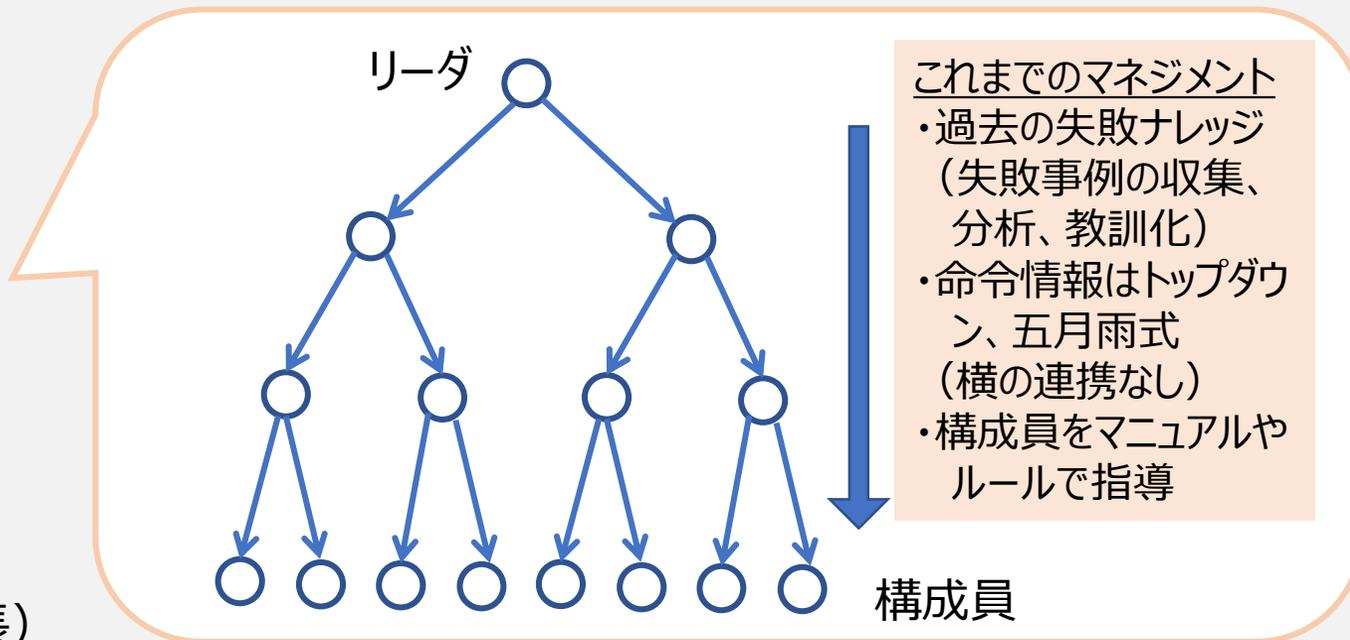 リーダ
これまでのマネジメント
・過去の失敗ナレッジ
（失敗事例の収集、
分析、教訓化）
・命令情報はトップダウ
ン、五月雨式
（横の連携なし）
・構成員をマニュアルや
ルールで指導
構成員